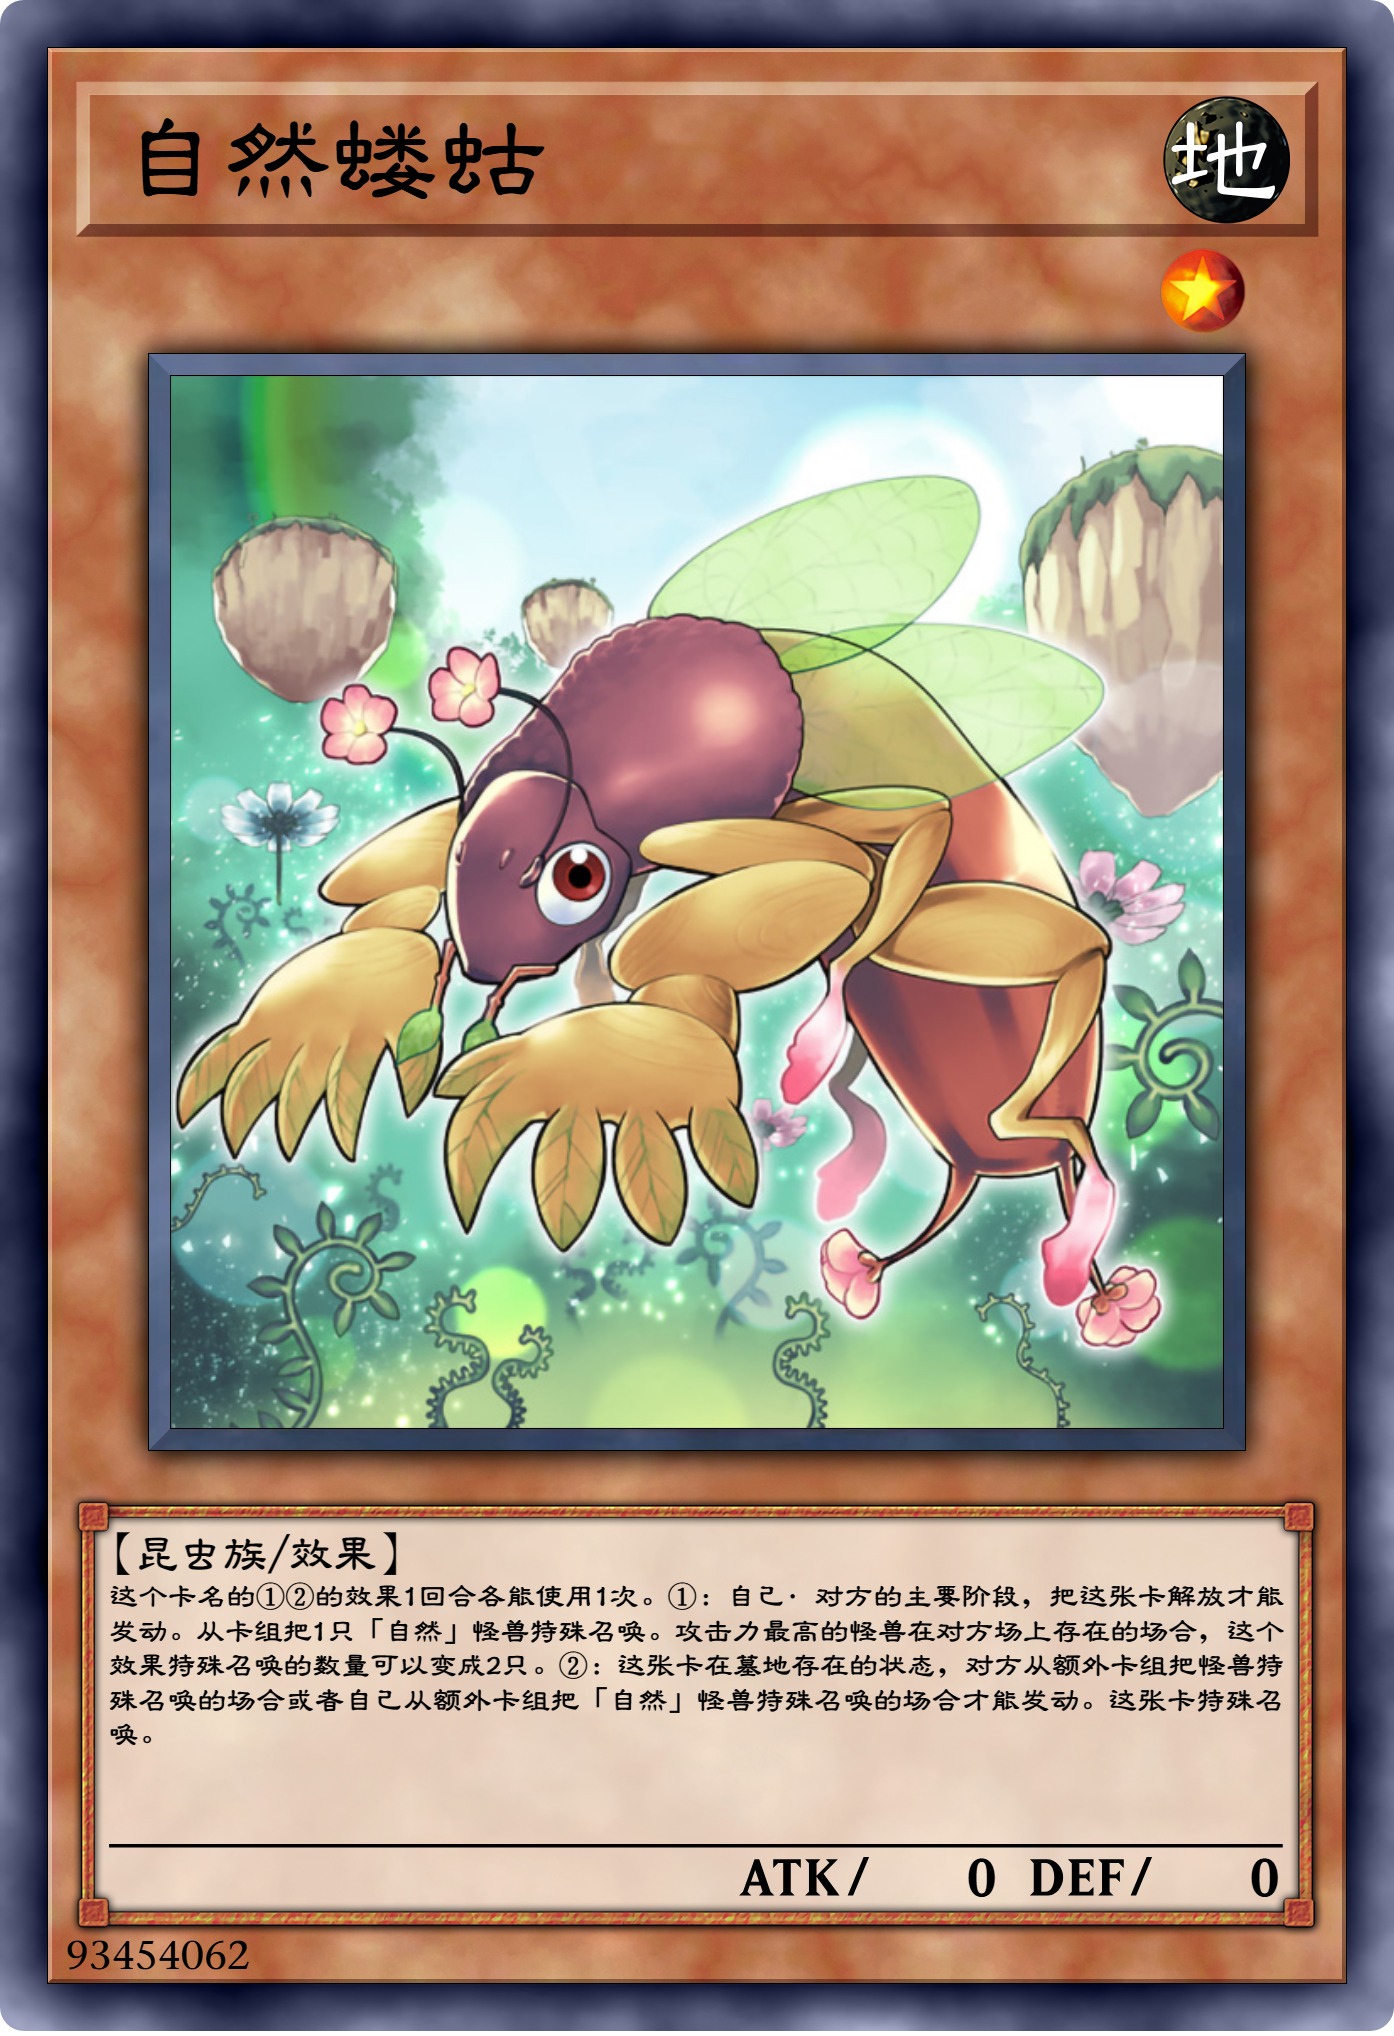 自然蝼蛄
地
【昆虫族/效果】
这个卡名的①②的效果1回合各能使用1次。①：自己·对方的主要阶段，把这张卡解放才能
发动。从卡组把1只「自然」怪兽特殊召唤。攻击力最高的怪兽在对方场上存在的场合，这个
效果特殊召唤的数量可以变成2只。②：这张卡在墓地存在的状态，对方从额外卡组把怪兽特
殊召唤的场合或者自己从额外卡组把「自然」怪兽特殊召唤的场合才能发动。这张卡特殊召
唤。
ATK/ 0 DEF/ 0
93454062